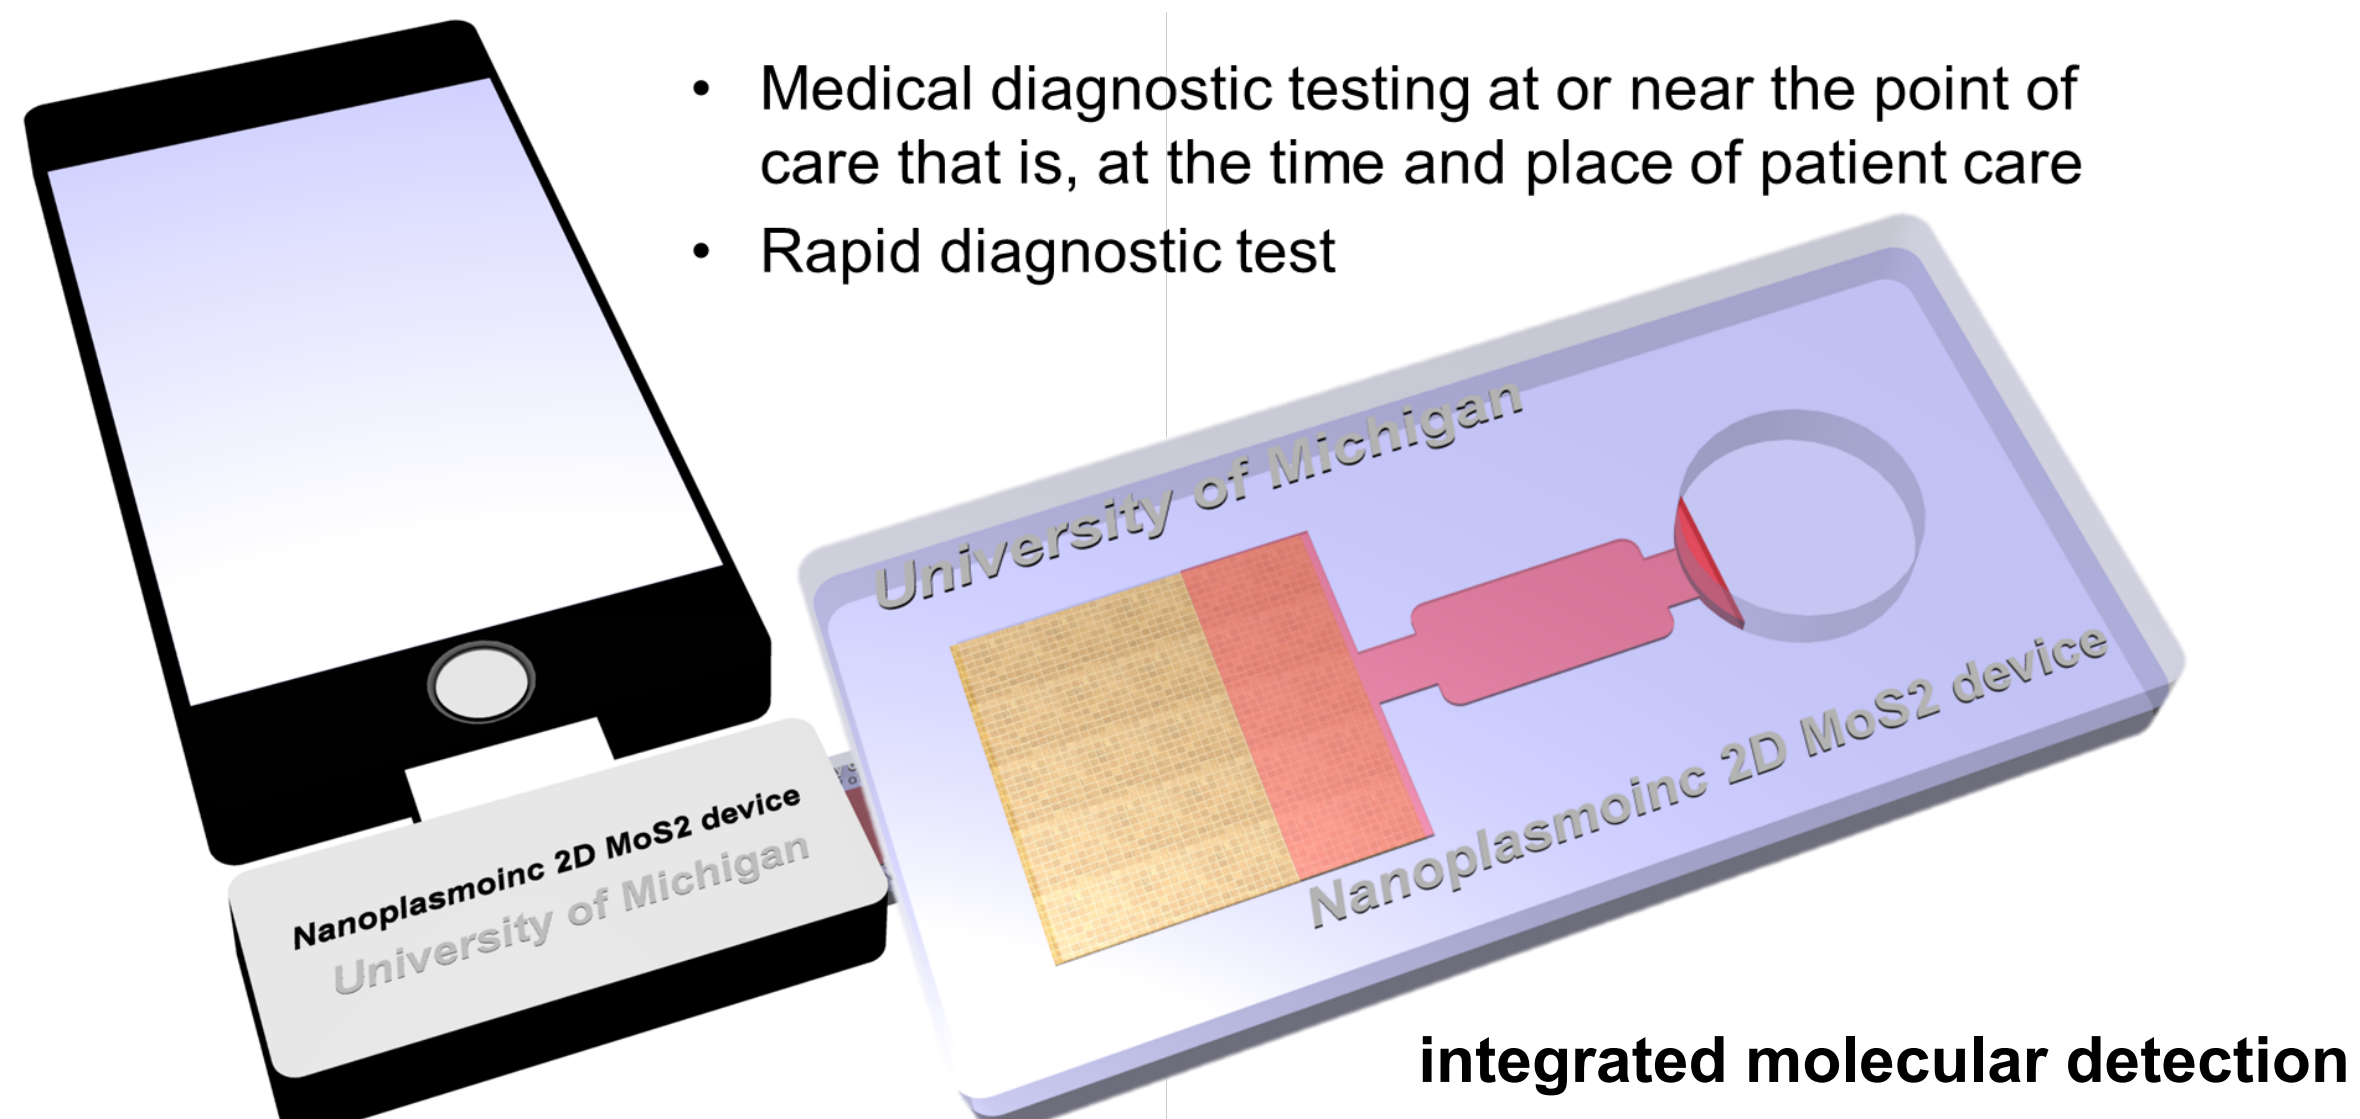 • Medical diagnostic testing at or near the point of
care that is, at the time and place of patient care
• Rapid diagnostic test
University of Michigan
Nanoplasmoinc 2D MoS2 device
Nanoplasmoinc 2D MoS2 device
University of Michigan
integrated molecular detection